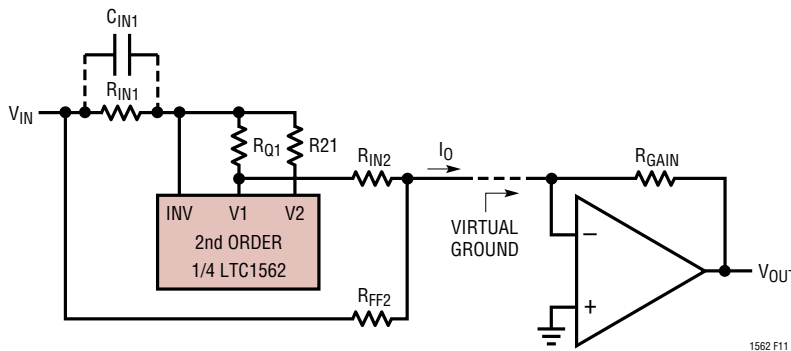 CIN1
RIN1
VIN
RQ1
R21
RIN2
IO
RGAIN
INV V1 V2
2nd ORDER
1/4 LTC1562
VIRTUAL
GROUND
–
+
VOUT
RFF2
1562 F11